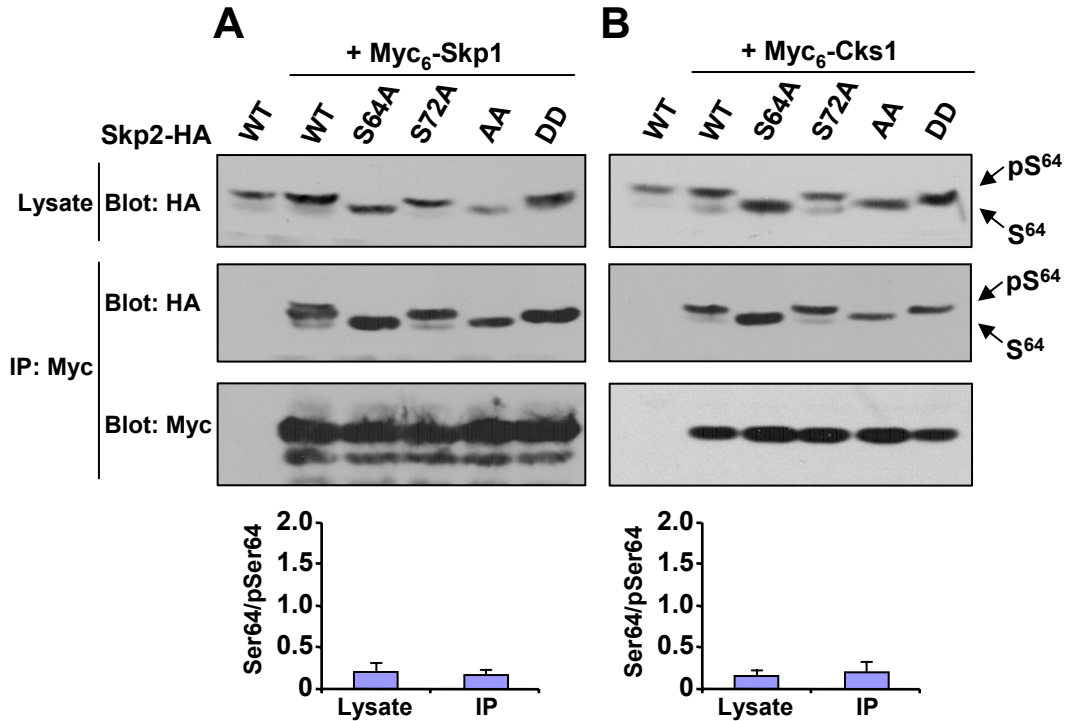 A
B
+ Myc6-Skp1
+ Myc6-Cks1
Skp2-HA
WT WT S64A S72A AA DD
WT WT S64A S72A AA DD
Lysate
Blot: HA
pS64
S64
IP: Myc
Blot: HA
pS64
S64
Blot: Myc
Ser64/pSer64
2.0
1.5
1.0
0.5
0
Lysate IP
Ser64/pSer64
2.0
1.5
1.0
0.5
0
Lysate IP